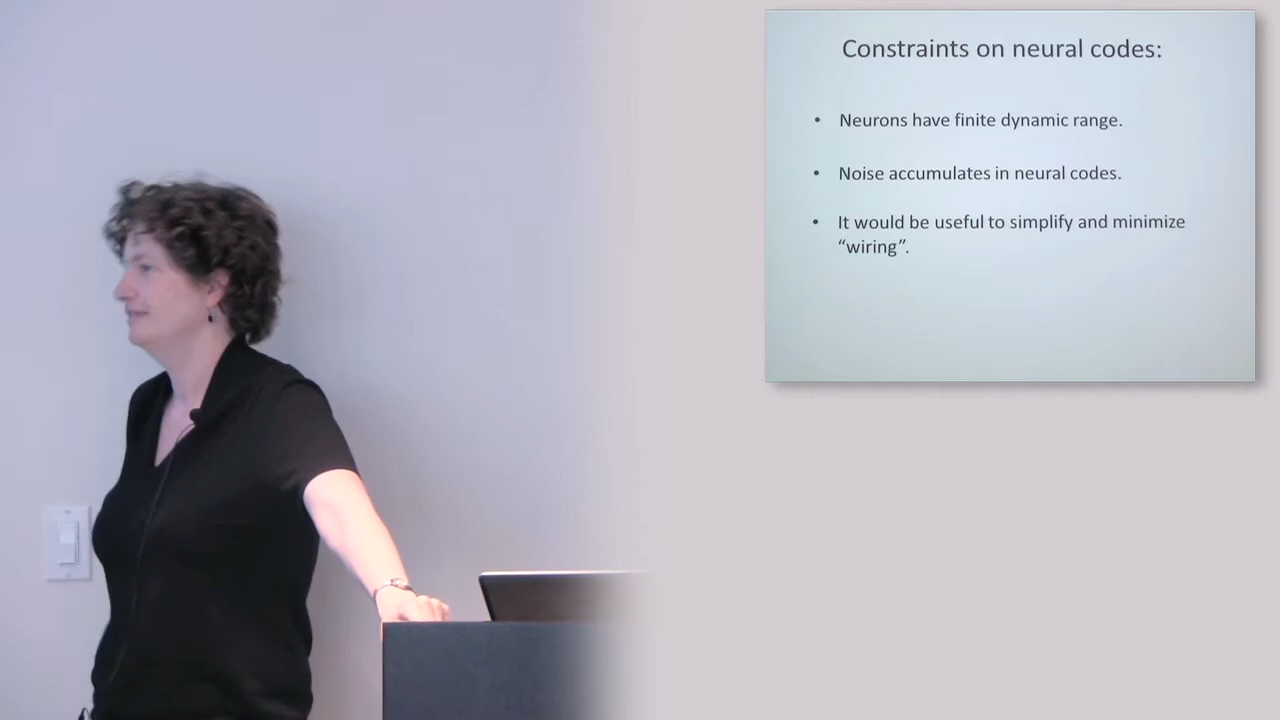 Constraints on neural codes:
• Neurons have finite dynamic range.
• Noise accumulates in neural codes.
• It would be useful to simplify and minimize
“wiring”.